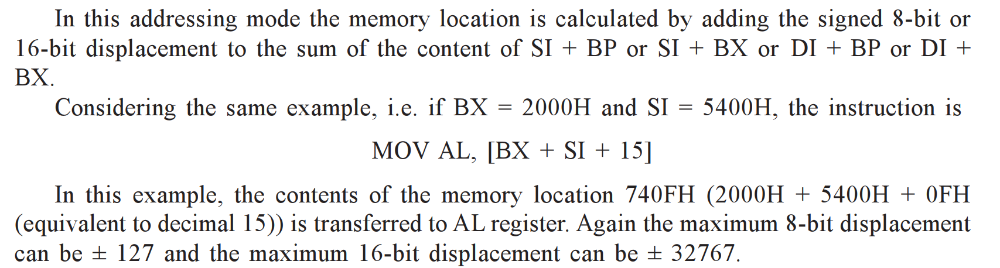 In this addressing mode the memory location is calculated by adding the signed 8-bit or
16-bit displacement to the sum of the content of SI + BP or SI + BX or DI + BP or DI +
BX.
Considering the same example, i.e. if BX = 2000H and SI = 5400H, the instruction is
MOV AL, [BX + SI + 15]
In this example, the contents of the memory location 740FH (2000H + 5400H + 0FH
(equivalent to decimal 15)) is transferred to AL register. Again the maximum 8-bit displacement
can be ± 127 and the maximum 16-bit displacement can be ± 32767.